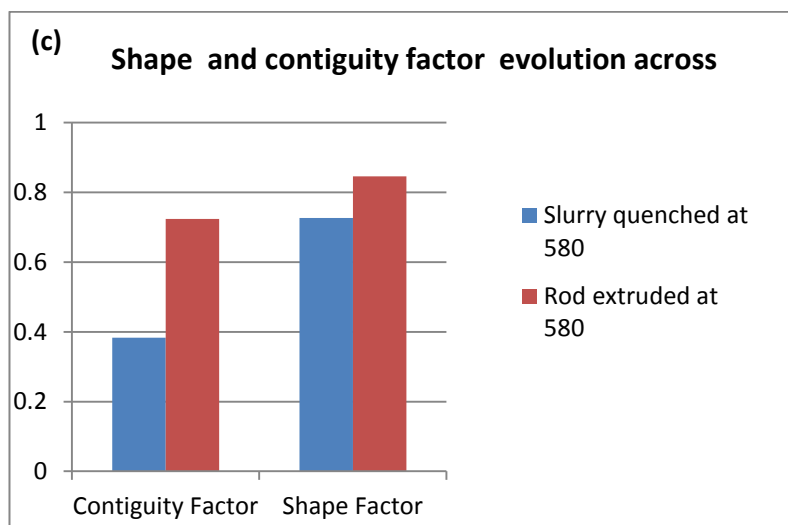 (c)
Shape and contiguity factor evolution across
1
0.8
0.6
0.4
0.2
0
Contiguity Factor
Shape Factor
Slurry quenched at
580
Rod extruded at
580